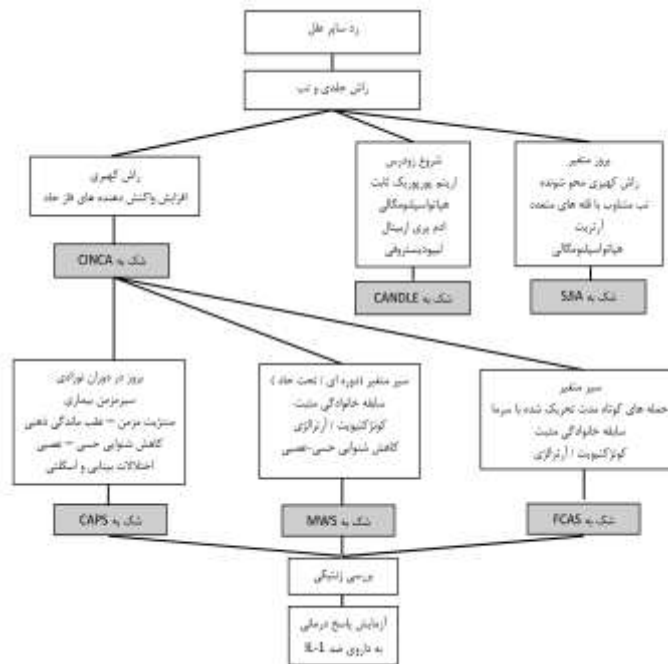 رد سایر علل
راش جلدی و تب
راش کهیری
افزایش واکنش دهنده های فاز حاد
شروع زودرس
اریتم پورپوریک ثابت
هپاتواسپلنومگالی
ادم پری اربیتال
لیپودیستروفی
بروز متغیر
راش کهیری محو شونده
تب متناوب با قله های متعدد
آرتریت
هپاتواسپلنومگالی
شک به CINCA
شک به CANDLE
شک به SJIA
بروز در دوران نوزادی
سیرمزمن بیماری
مننژیت مزمن – عقب ماندگی ذهنی
کاهش شنوایی حسی – عصبی
اختلالات بینایی و اسکلتی
سیر متغیر (دوره ای / تحت حاد)
سابقه خانوادگی مثبت
کونژکتیویت / آرترالژی
کاهش شنوایی حسی-عصبی
سیر متغیر
حمله های کوتاه مدت تحریک شده با سرما
سابقه خانوادگی مثبت
کونژکتیویت / آرترالژی
شک به CAPS
شک به MWS
شک به FCAS
بررسی ژنتیکی
آزمایش پاسخ درمانی
به داروی ضد IL-1